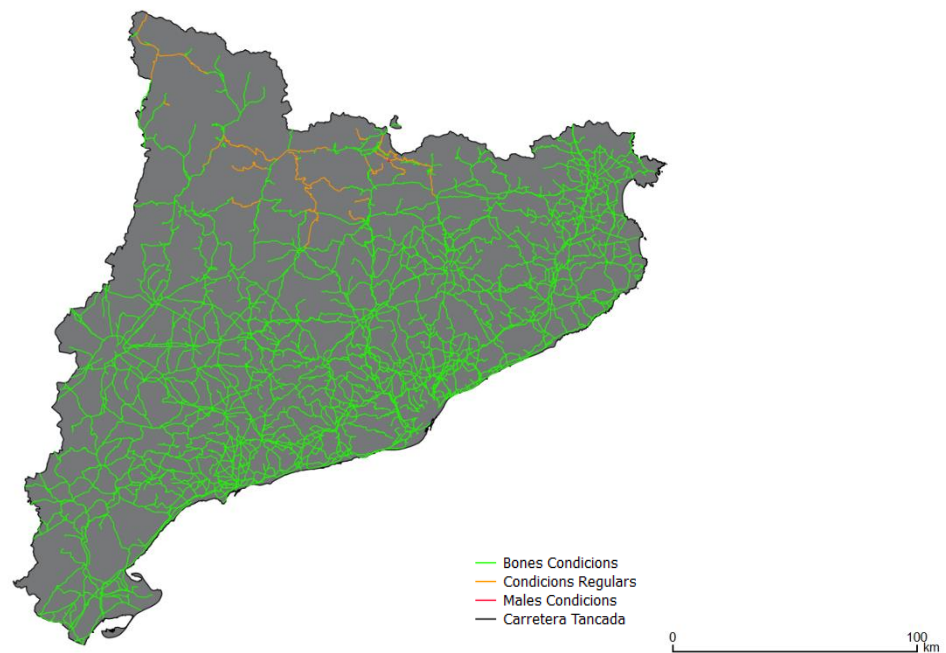 Bones Condicions
Condicions Regulars
Males Condicions
Carretera Tancada
0 100
km